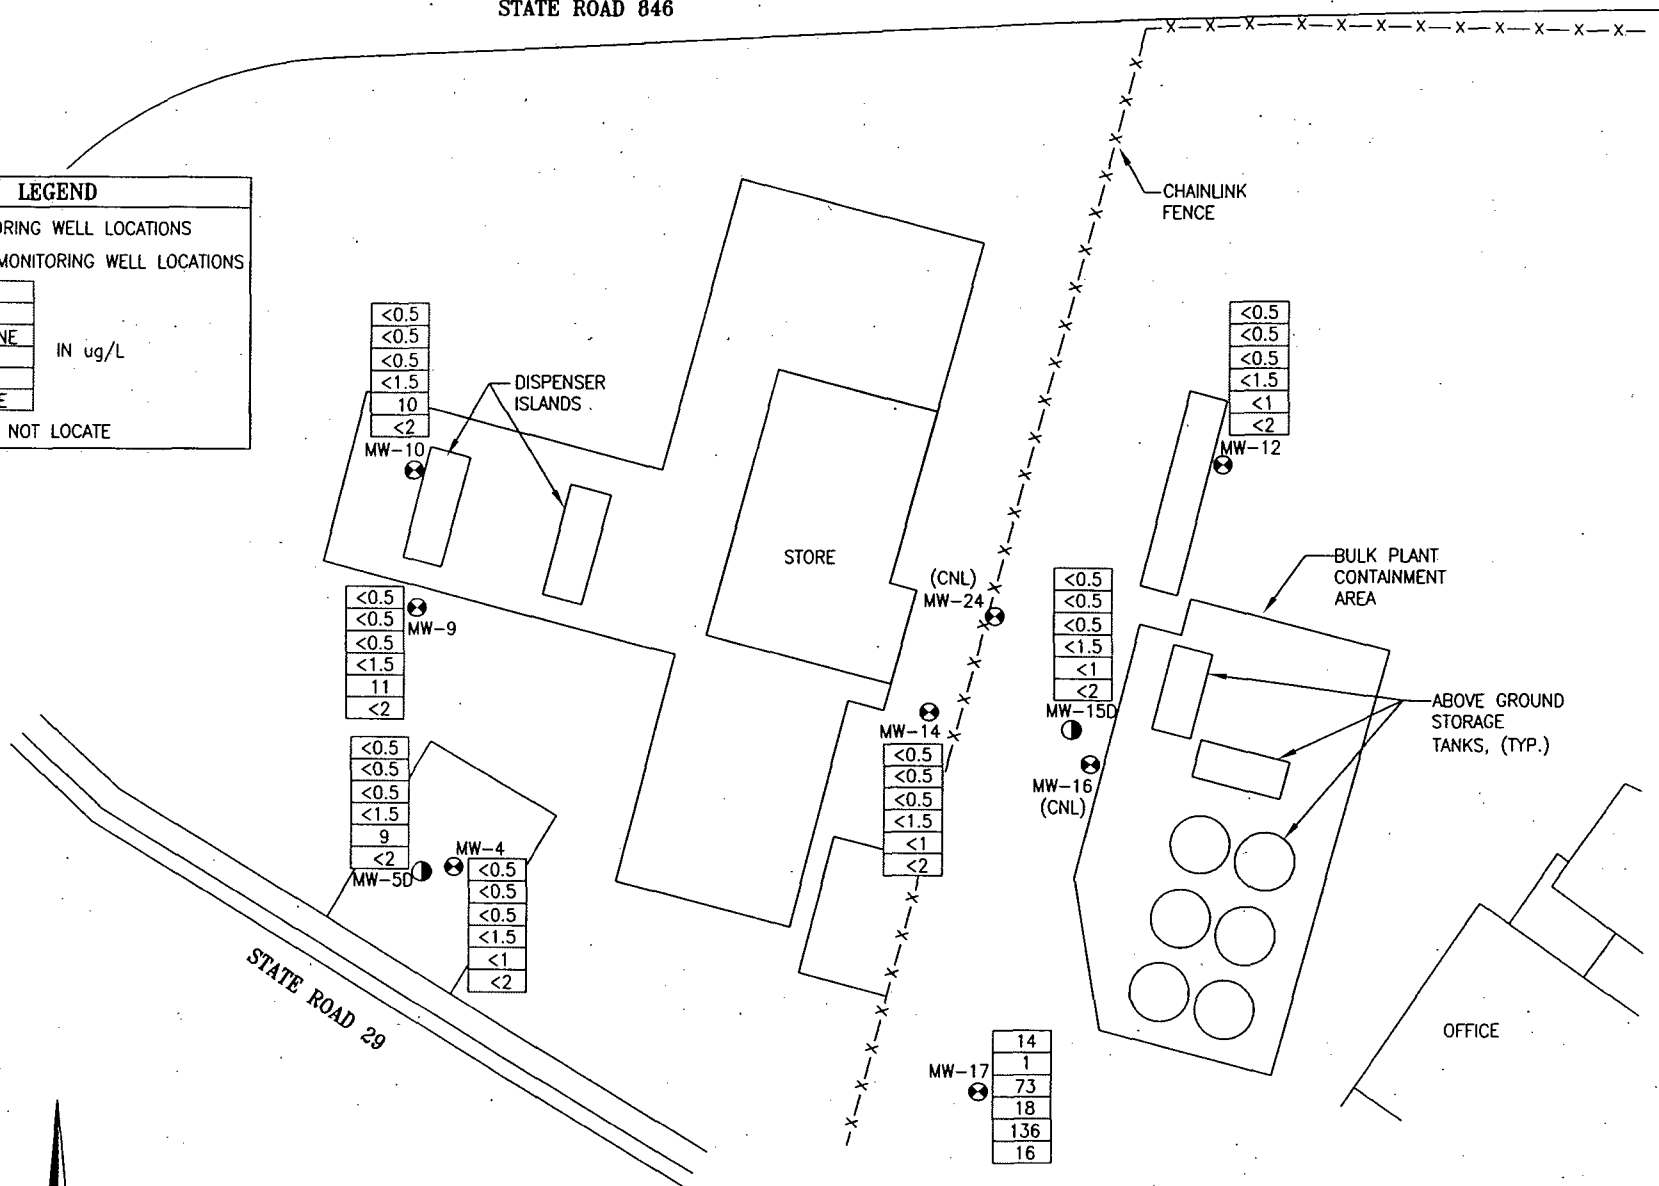 STATE ROAD 846
LEGEND
ORING WELL LOCATIONS
MONITORING WELL LOCATIONS
NE
IN ug/L
E
NOT LOCATE
CHAINLINK
FENCE
<0.5
<0.5
<0.5
<1.5
10
<2
MW-10
DISPENSER
ISLANDS
<0.5
<0.5
<0.5
<1.5
<1
<2
MW-12
STORE
(CNL)
MW-24
BULK PLANT
CONTAINMENT
AREA
<0.5
<0.5
<0.5
<1.5
11
<2
MW-9
<0.5
<0.5
<0.5
<1.5
<1
<2
MW-15D
MW-16
(CNL)
ABOVE GROUND
STORAGE
TANKS, (TYP.)
MW-14
<0.5
<0.5
<0.5
<1.5
<1
<2
<0.5
<0.5
<0.5
<1.5
9
<2
MW-5D
MW-4
<0.5
<0.5
<0.5
<1.5
<1
<2
STATE ROAD 29
OFFICE
MW-17
14
1
73
18
136
16